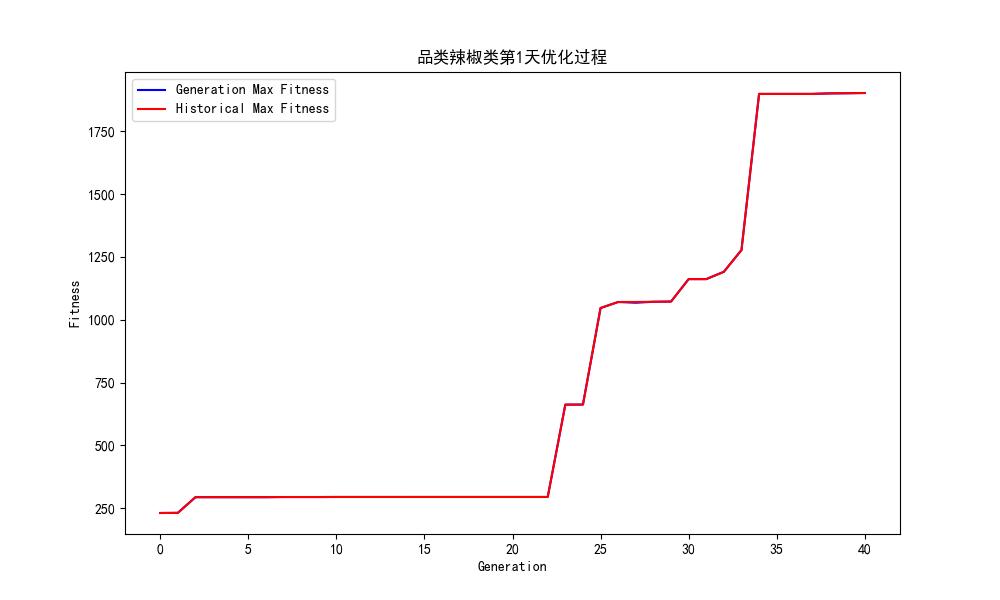 品类辣椒类第1天优化过程
Generation Max Fitness
Historical Max Fitness
Fitness
1750
1500
1250
1000
750
500
250
0 5 10 15 20 25 30 35 40
Generation